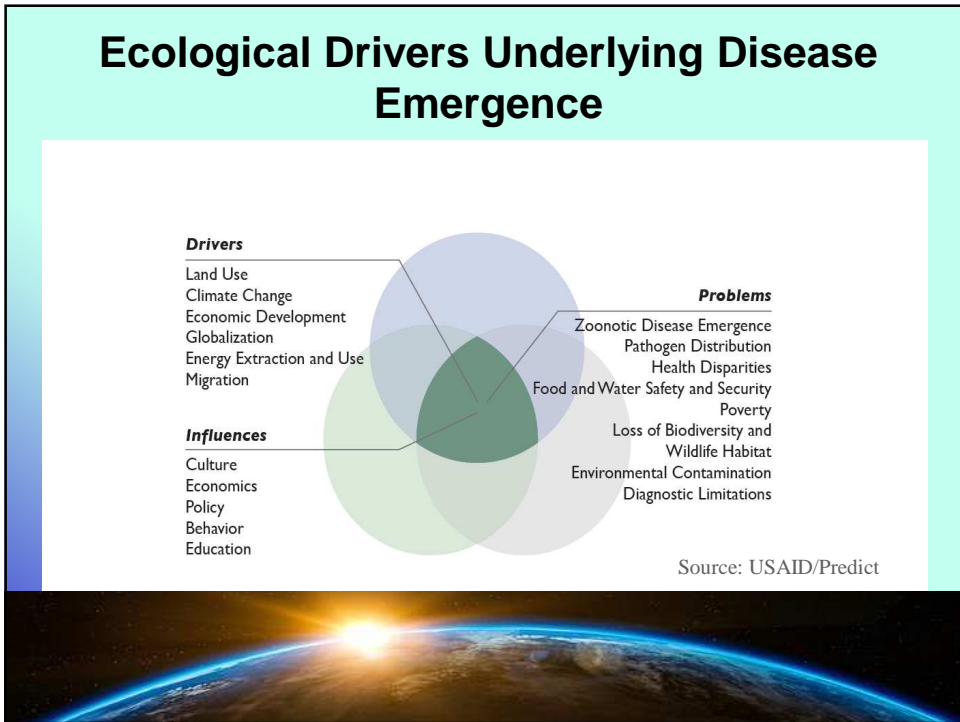 Ecological Drivers Underlying Disease
Emergence
Drivers
Land Use
Climate Change
Economic Development
Globalization
Energy Extraction and Use
Migration
Influences
Culture
Economics
Policy
Behavior
Education
Problems
Zoonotic Disease Emergence
Pathogen Distribution
Health Disparities
Food and Water Safety and Security
Poverty
Loss of Biodiversity and
Wildlife Habitat
Environmental Contamination
Diagnostic Limitations
Source: USAID/Predict